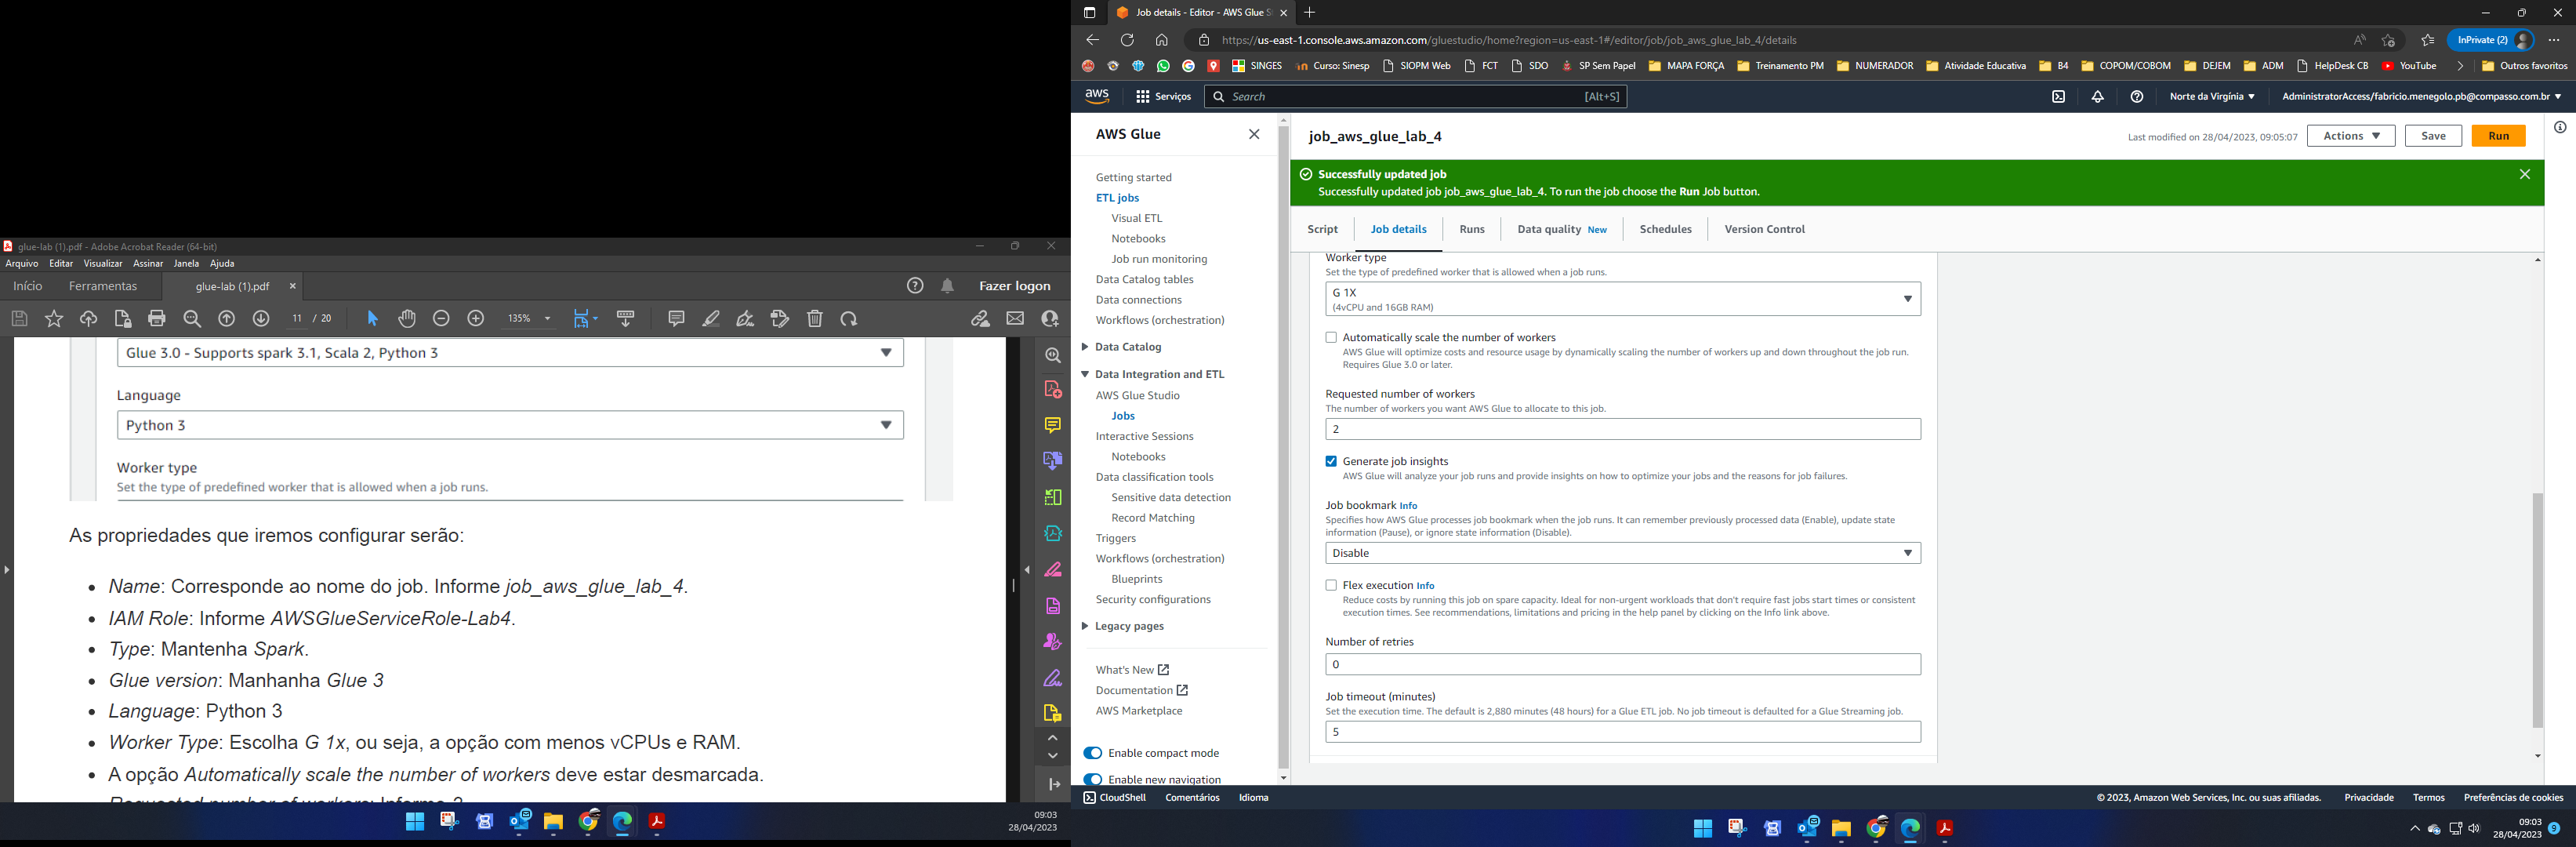 glue-lab (1).pdf - Adobe Acrobat Reader (64-bit)
Arquivo Editar Visualizar Assinar Janela Ajuda
Início Ferramentas glue-lab (1).pdf × Fazer logon
11 / 20 135%
Glue 3.0 - Supports spark 3.1, Scala 2, Python 3
Language
Python 3
Worker type
Set the type of predefined worker that is allowed when a job runs.
As propriedades que iremos configurar serão:
• Name: Corresponde ao nome do job. Informe job_aws_glue_lab_4.
• IAM Role: Informe AWSGlueServiceRole-Lab4.
• Type: Mantenha Spark.
• Glue version: Manhanha Glue 3
• Language: Python 3
• Worker Type: Escolha G 1x, ou seja, a opção com menos vCPUs e RAM.
• A opção Automatically scale the number of workers deve estar desmarcada.
09:03
28/04/2023
Job details - Editor - AWS Glue S
https://us-east-1.console.aws.amazon.com/gluestudio/home?region=us-east-1#/editor/job/job_aws_glue_lab_4/details
InPrivate (2)
SINGES Curso: Sinesp SIOPM Web FCT SDO SP Sem Papel MAPA FORÇA Treinamento PM NUMERADOR Atividade Educativa B4 COPOM/COBOM DEJEM ADM HelpDesk CB YouTube Outros favoritos
aws Serviços Search [Alt+S] Norte da Virgínia AdministratorAccess/fabricio.menegolo.pb@compasso.com.br
AWS Glue
Getting started
ETL jobs
Visual ETL
Notebooks
Job run monitoring
Data Catalog tables
Data connections
Workflows (orchestration)
Data Catalog
Data Integration and ETL
AWS Glue Studio
Jobs
Interactive Sessions
Notebooks
Data classification tools
Sensitive data detection
Record Matching
Triggers
Workflows (orchestration)
Blueprints
Security configurations
Legacy pages
What's New
Documentation
AWS Marketplace
Enable compact mode
Enable new navigation
job_aws_glue_lab_4
Last modified on 28/04/2023, 09:05:07 Actions Save Run
Successfully updated job
Successfully updated job job_aws_glue_lab_4. To run the job choose the Run Job button.
Script Job details Runs Data quality New Schedules Version Control
Worker type
Set the type of predefined worker that is allowed when a job runs.
G 1X
(4vCPU and 16GB RAM)
Automatically scale the number of workers
AWS Glue will optimize costs and resource usage by dynamically scaling the number of workers up and down throughout the job run.
Requires Glue 3.0 or later.
Requested number of workers
The number of workers you want AWS Glue to allocate to this job.
2
Generate job insights
AWS Glue will analyze your job runs and provide insights on how to optimize your jobs and the reasons for job failures.
Job bookmark Info
Specifies how AWS Glue processes job bookmark when the job runs. It can remember previously processed data (Enable), update state
information (Pause), or ignore state information (Disable).
Disable
Flex execution Info
Reduce costs by running this job on spare capacity. Ideal for non-urgent workloads that don't require fast jobs start times or consistent
execution times. See recommendations, limitations and pricing in the help panel by clicking on the Info link above.
Number of retries
0
Job timeout (minutes)
Set the execution time. The default is 2,880 minutes (48 hours) for a Glue ETL job. No job timeout is defaulted for a Glue Streaming job.
5
CloudShell Comentários Idioma © 2023, Amazon Web Services, Inc. ou suas afiliadas. Privacidade Termos Preferências de cookies
09:03
28/04/2023
9